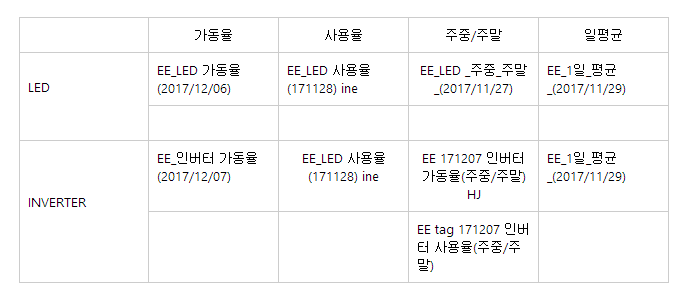 가동율 사용율 주중/주말 일평균
LED
EE_LED 가동율
(2017/12/06)
EE_LED 사용율
(171128) ine
EE_LED _주중_주말
_(2017/11/27)
EE_1일_평균
_(2017/11/29)
INVERTER
EE_인버터 가동율
(2017/12/07)
EE_LED 사용율
(171128) ine
EE 171207 인버터
가동율(주중/주말)
HJ
EE_1일_평균
_(2017/11/29)
EE tag 171207 인버
터 사용율(주중/주
말)